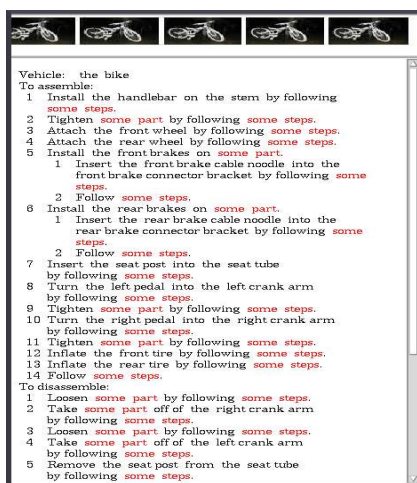 Vehicle: the bike
To assemble:
1 Install the handlebar on the stem by following
some steps.
2 Tighten some part by following some steps.
3 Attach the front wheel by following some steps.
4 Attach the rear wheel by following some steps.
5 Install the front brakes on some part.
1 Insert the front brake cable noodle into the
front brake connector bracket by following some
steps.
2 Follow some steps.
6 Install the rear brakes on some part.
1 Insert the rear brake cable noodle into the
rear brake connector bracket by following some
steps.
2 Follow some steps.
7 Insert the seat post into the seat tube
by following some steps.
8 Turn the left pedal into the left crank arm
by following some steps.
9 Tighten some part by following some steps.
10 Turn the right pedal into the right crank arm
by following some steps.
11 Tighten some part by following some steps.
12 Inflate the front tire by following some steps.
13 Inflate the rear tire by following some steps.
14 Follow some steps.
To disassemble:
1 Loosen some part by following some steps.
2 Take some part off of the right crank arm
by following some steps.
3 Loosen some part by following some steps.
4 Take some part off of the left crank arm
by following some steps.
5 Remove the seat post from the seat tube
by following some steps.